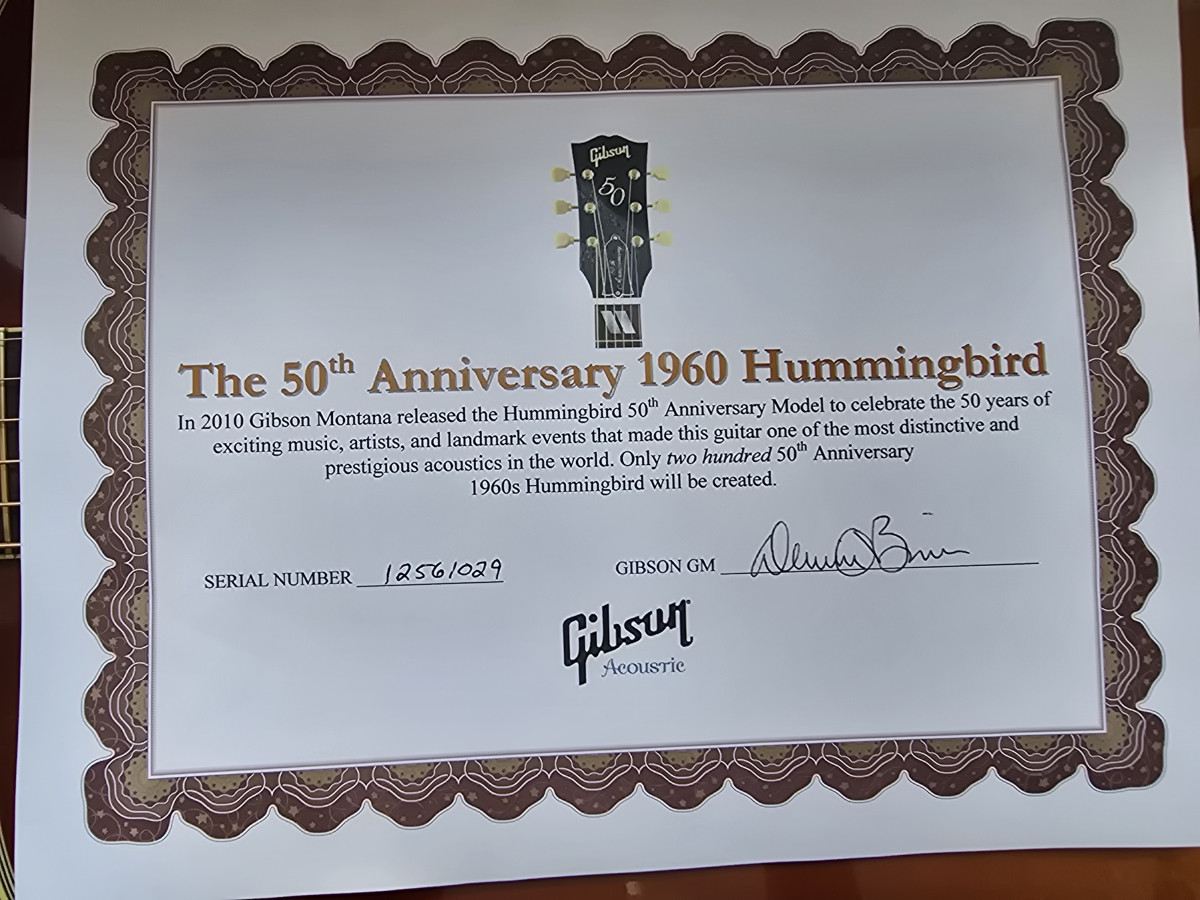 Gibson
50
The 50th Anniversary 1960 Hummingbird
In 2010 Gibson Montana released the Hummingbird 50th Anniversary Model to celebrate the 50 years of
exciting music, artists, and landmark events that made this guitar one of the most distinctive and
prestigious acoustics in the world. Only two hundred 50th Anniversary
1960s Hummingbird will be created.
SERIAL NUMBER 12561029
GIBSON GM
Gibson
Acoustic